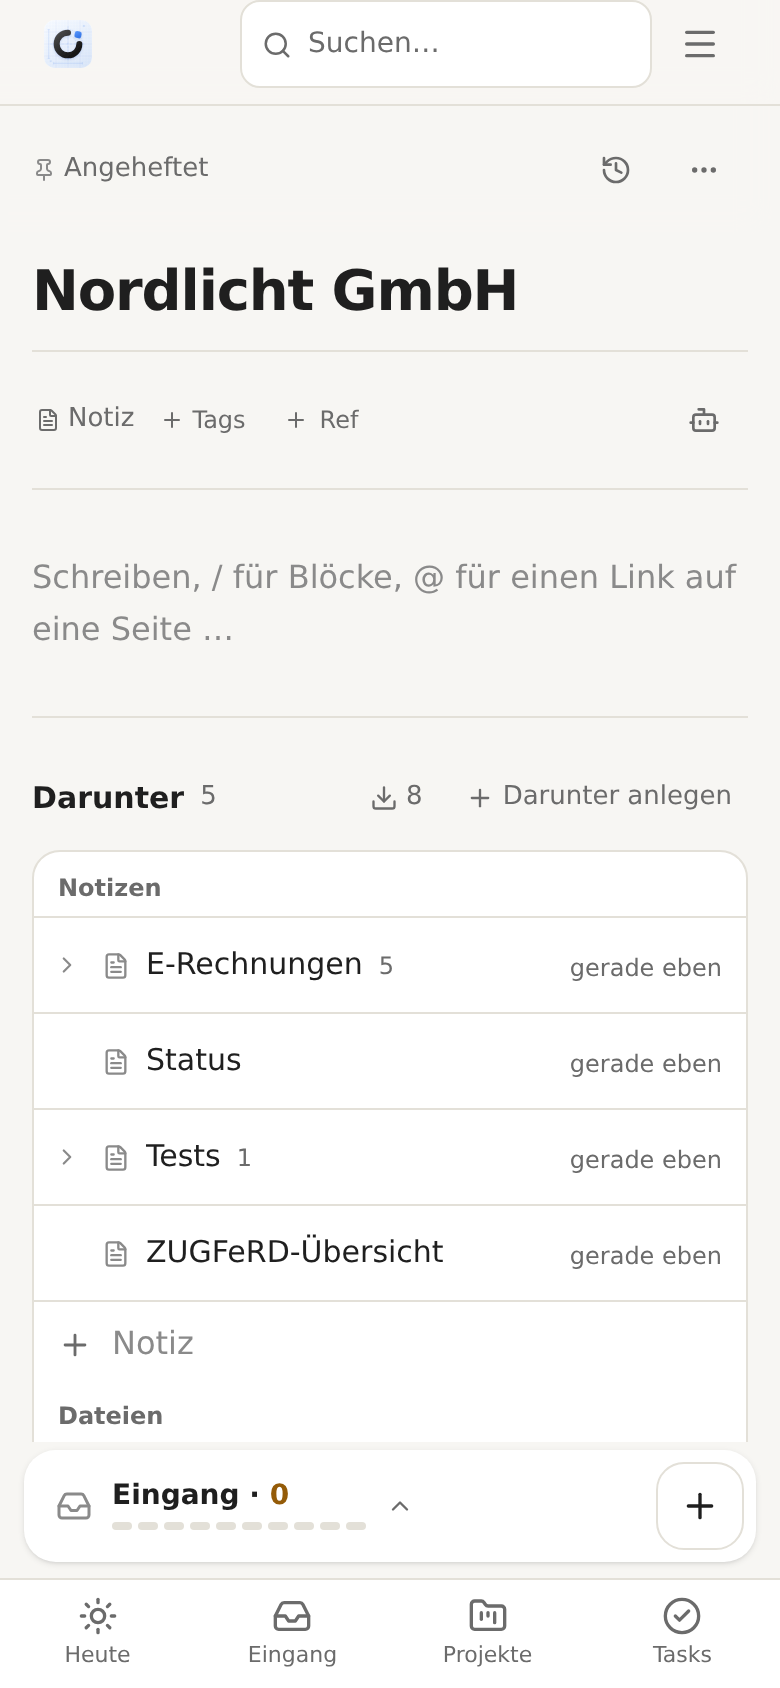 Suchen...
Angeheftet
Nordlicht GmbH
Notiz + Tags + Ref
Schreiben, / für Blöcke, @ für einen Link auf
eine Seite ...
Darunter 5 8 + Darunter anlegen
Notizen
E-Rechnungen 5 gerade eben
Status gerade eben
Tests 1 gerade eben
ZUGFeRD-Übersicht gerade eben
+ Notiz
Dateien
Eingang · 0
Heute Eingang Projekte Tasks